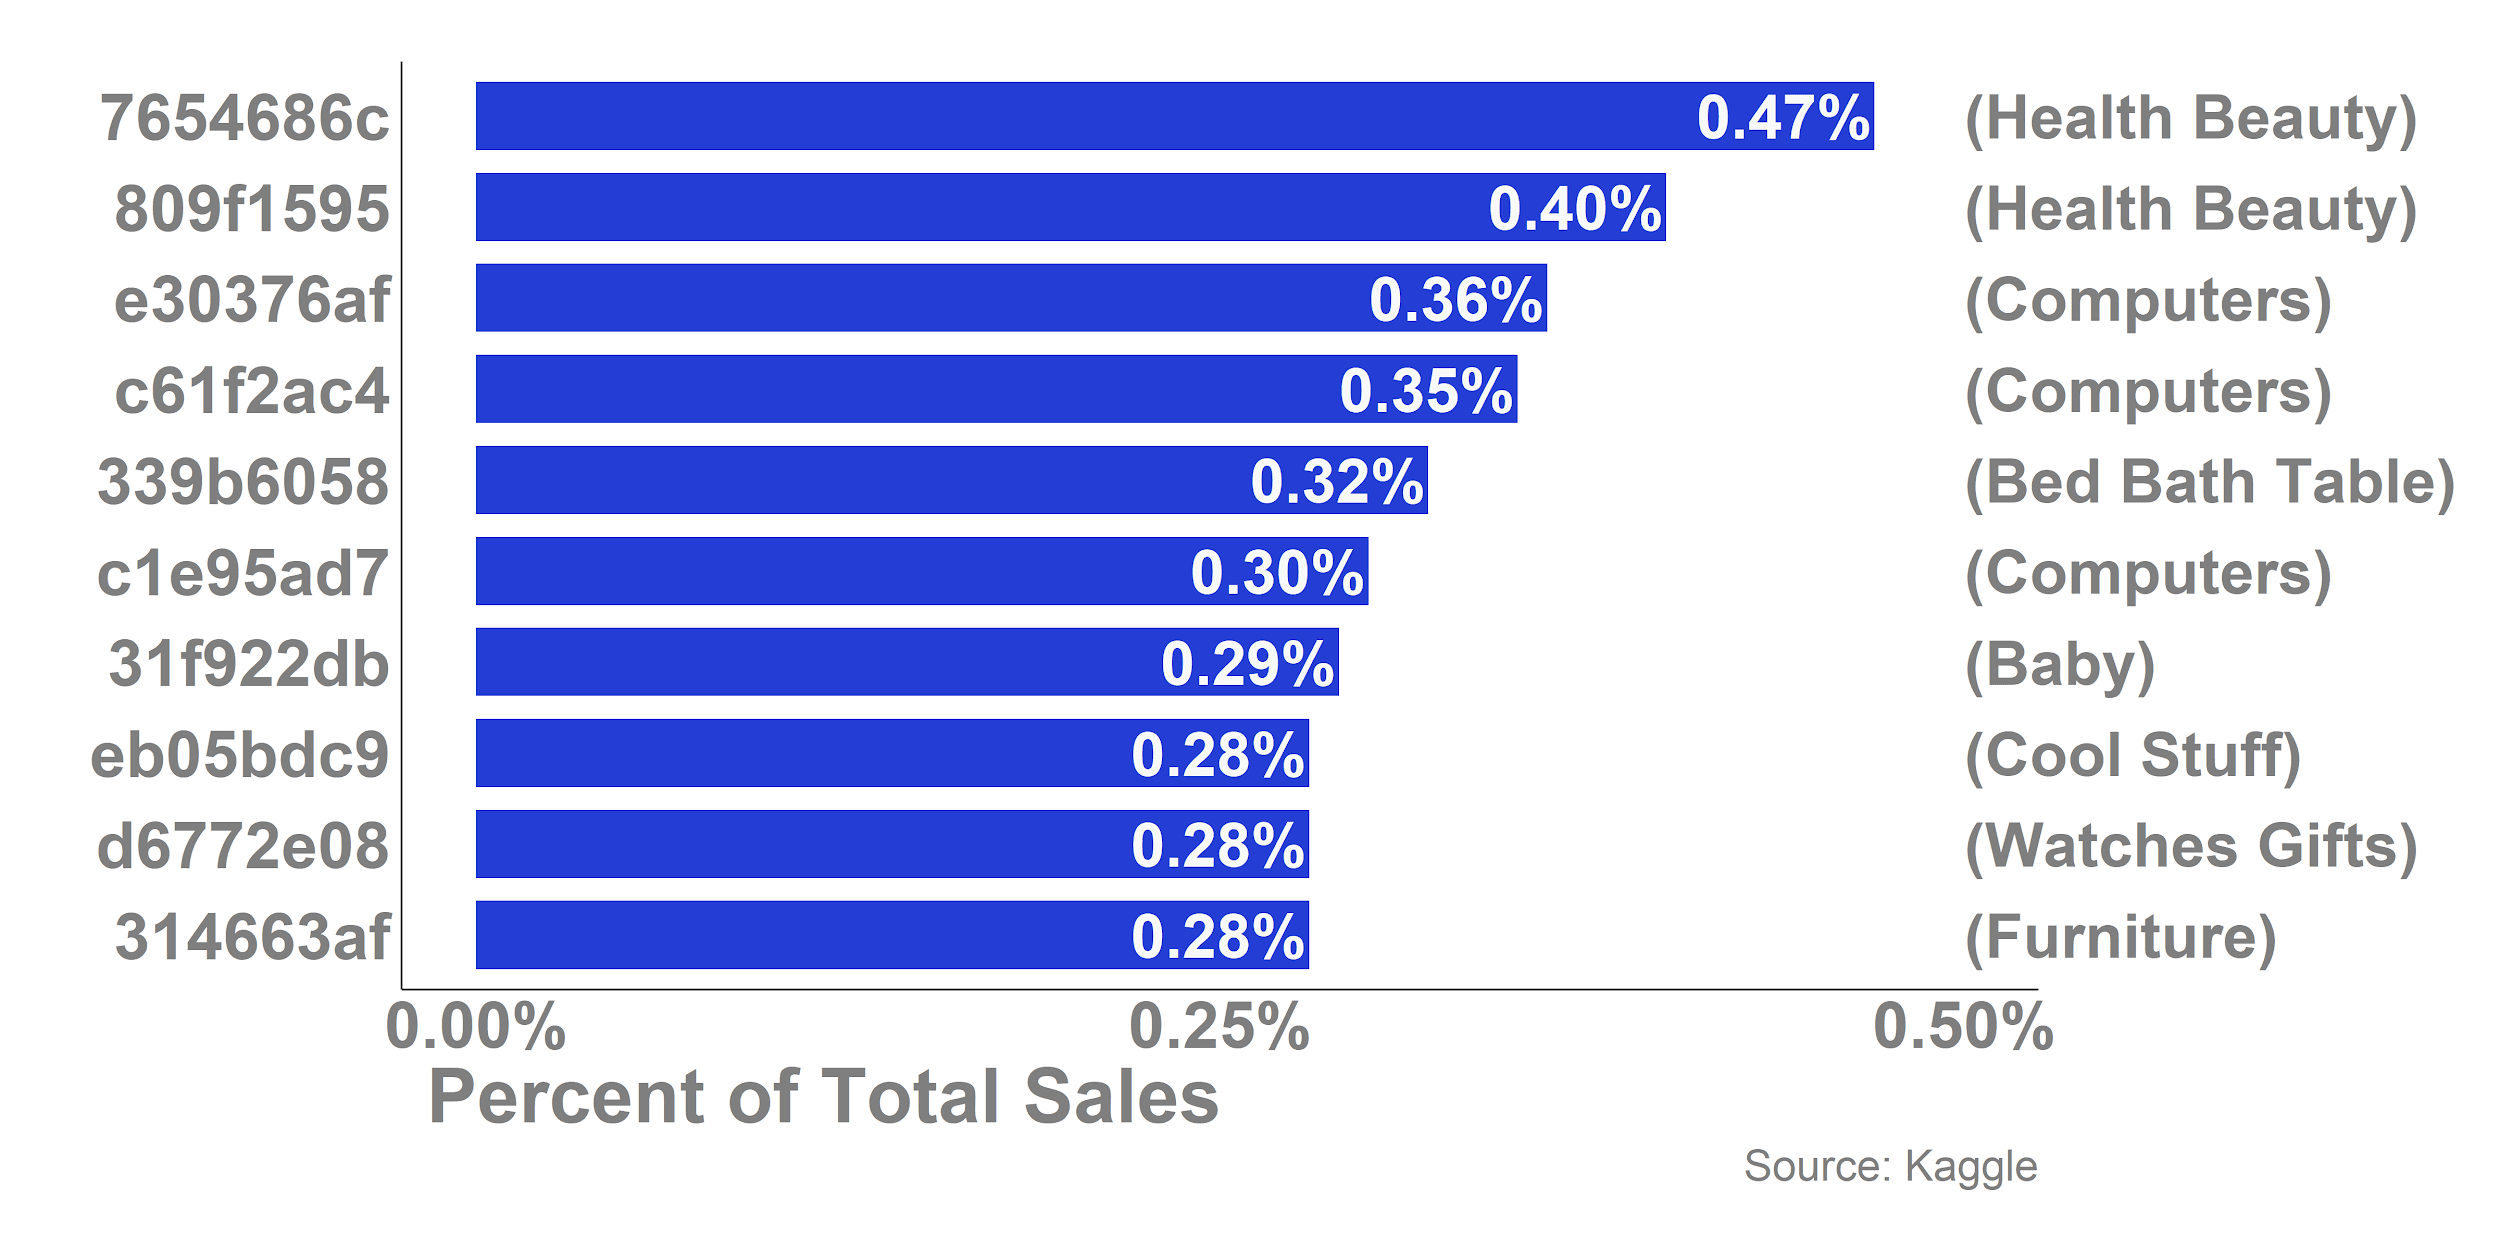 7654686c 0.47% (Health Beauty)
809f1595 0.40% (Health Beauty)
e30376af 0.36% (Computers)
c61f2ac4 0.35% (Computers)
339b6058 0.32% (Bed Bath Table)
c1e95ad7 0.30% (Computers)
31f922db 0.29% (Baby)
eb05bdc9 0.28% (Cool Stuff)
d6772e08 0.28% (Watches Gifts)
314663af 0.28% (Furniture)
0.00% 0.25% 0.50%
Percent of Total Sales
Source: Kaggle